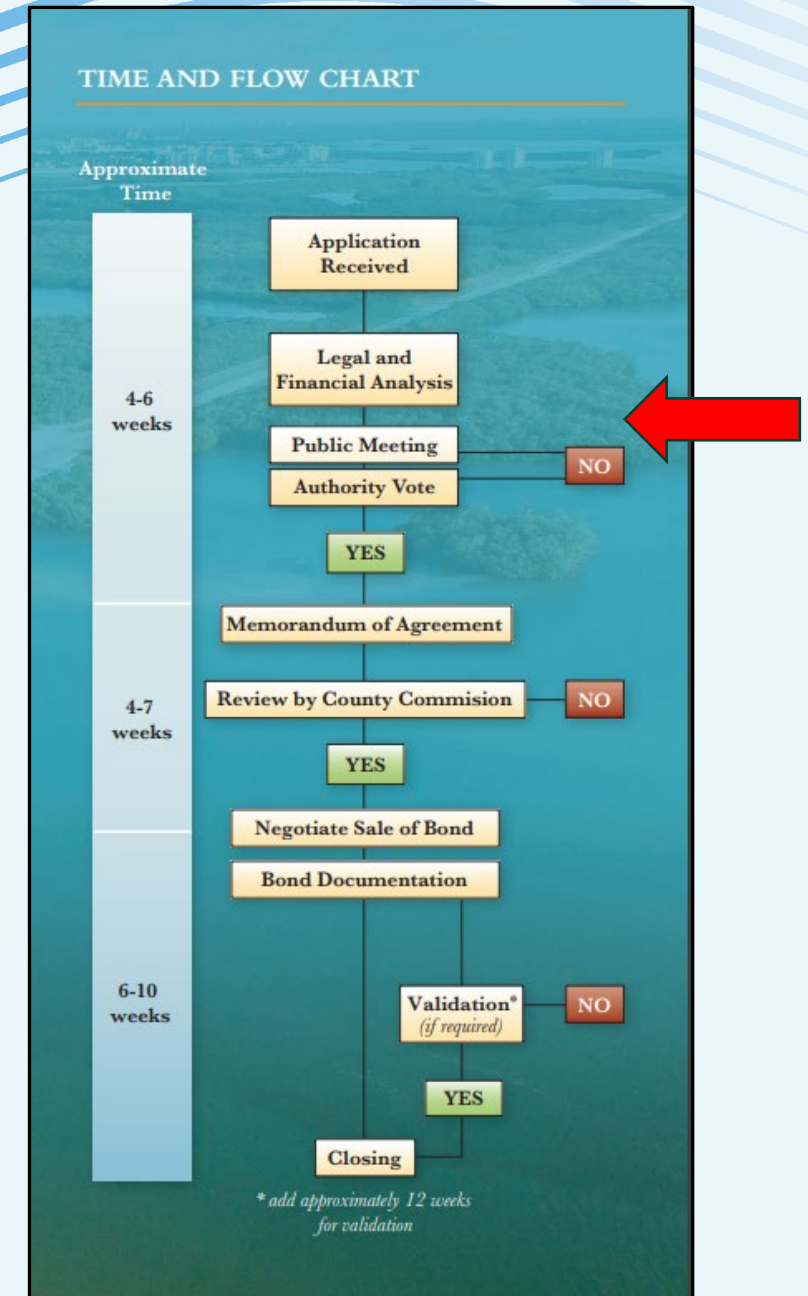 TIME AND FLOW CHART
Approximate
Time
Application
Received
Legal and
Financial Analysis
4-6
weeks
Public Meeting
NO
Authority Vote
YES
Memorandum of Agreement
Review by County Commision
NO
4-7
weeks
YES
Negotiate Sale of Bond
Bond Documentation
6-10
weeks
Validation*
(if required)
NO
YES
Closing
* add approximately 12 weeks
for validation